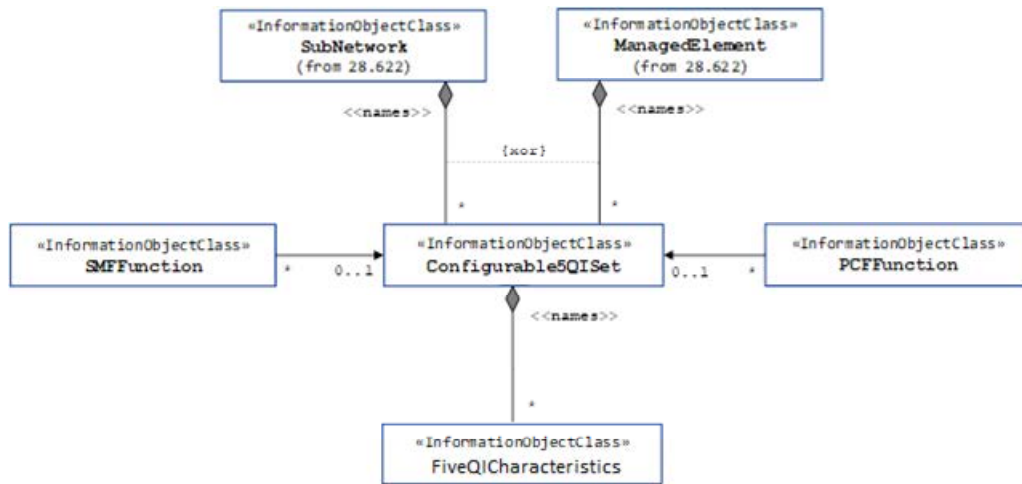 «InformationObjectClass»
SubNetwork
(from 28.622)
«InformationObjectClass»
ManagedElement
(from 28.622)
<<names>>
<<names>>
{xor}
*
*
«InformationObjectClass»
SMFFunction
*
0..1
«InformationObjectClass»
Configurable5QISet
0..1
*
«InformationObjectClass»
PCFFunction
<<names>>
*
«InformationObjectClass»
FiveQICharacteristics